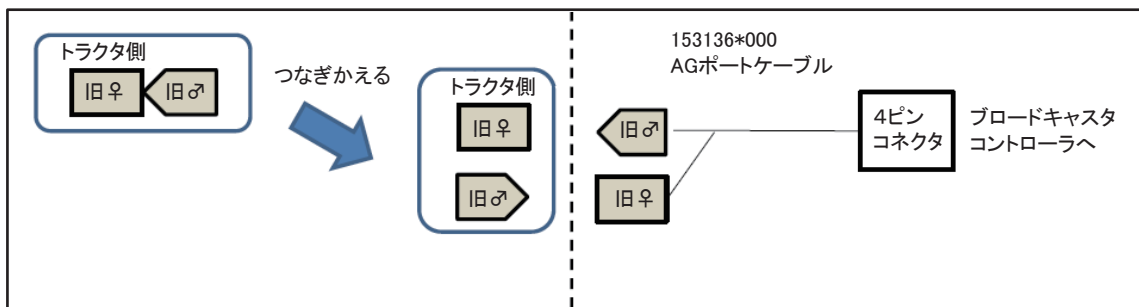 トラクタ側
旧♀
旧♂
つなぎかえる
トラクタ側
旧♀
旧♂
153136*000
AGポートケーブル
旧♂
旧♀
4ピン
コネクタ
ブロードキャスタ
コントローラへ